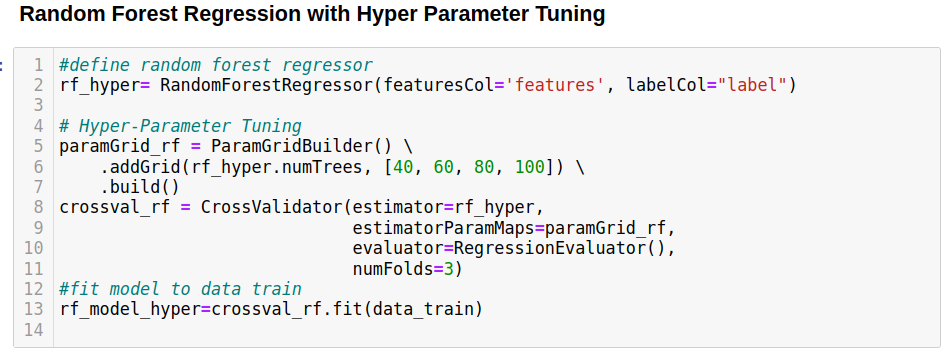 Random Forest Regression with Hyper Parameter Tuning
:
1 #define random forest regressor
2 rf_hyper= RandomForestRegressor(featuresCol='features', labelCol="label")
3
4 # Hyper-Parameter Tuning
5 paramGrid_rf = ParamGridBuilder() \
6     .addGrid(rf_hyper.numTrees, [40, 60, 80, 100]) \
7     .build()
8 crossval_rf = CrossValidator(estimator=rf_hyper,
9                              estimatorParamMaps=paramGrid_rf,
10                              evaluator=RegressionEvaluator(),
11                              numFolds=3)
12 #fit model to data train
13 rf_model_hyper=crossval_rf.fit(data_train)
14